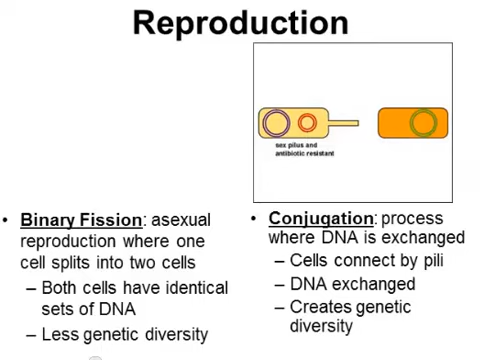 Reproduction
sex pilus and
antibiotic resistant
• Binary Fission: asexual
reproduction where one
cell splits into two cells
– Both cells have identical
sets of DNA
– Less genetic diversity
• Conjugation: process
where DNA is exchanged
– Cells connect by pili
– DNA exchanged
– Creates genetic
diversity